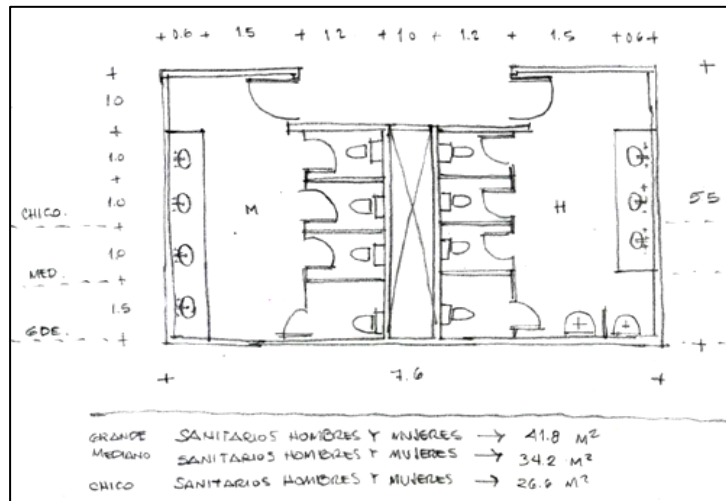 0.6 1.5 1.2 1.0 1.2 1.5 0.6
1.0
1.0
CHICO. 1.0
M H 55
MED. 1.0
1.5
GDE.
7.6
GRANDE SANITARIOS HOMBRES Y MUJERES → 41.8 M²
MEDIANO SANITARIOS HOMBRES Y MUJERES → 34.2 M²
CHICO SANITARIOS HOMBRES Y MUJERES → 26.6 M²